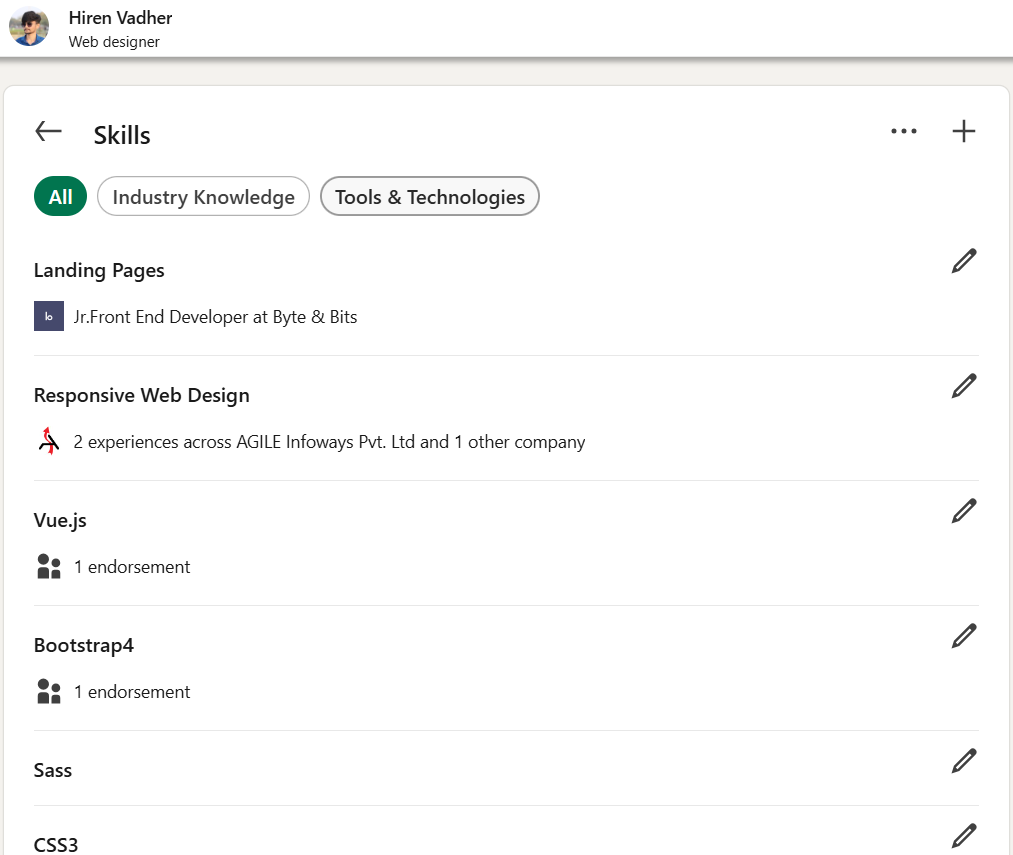 Hiren Vadher
Web designer
Skills
All
Industry Knowledge
Tools & Technologies
Landing Pages
Jr.Front End Developer at Byte & Bits
Responsive Web Design
2 experiences across AGILE Infoways Pvt. Ltd and 1 other company
Vue.js
1 endorsement
Bootstrap4
1 endorsement
Sass
CSS3